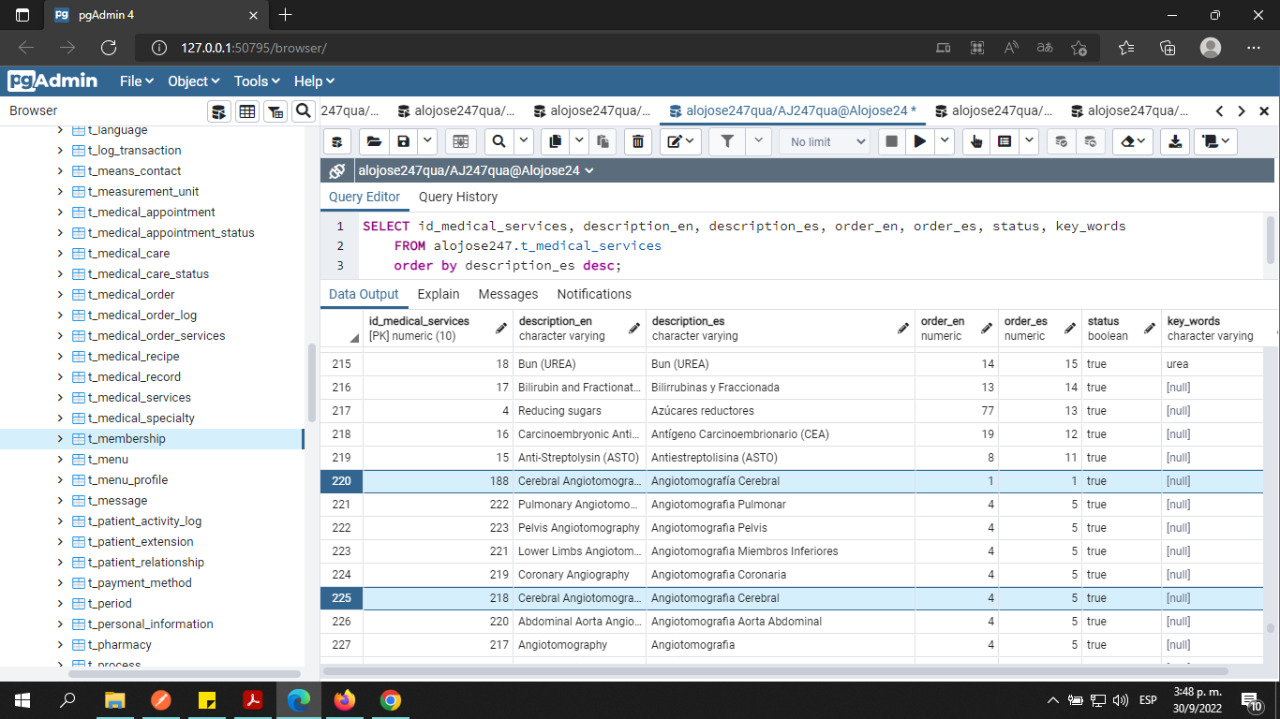 pgAdmin 4
127.0.0.1:50795/browser/
pgAdmin File Object Tools Help
Browser
247qua/... alojose247qua/... alojose247qua/... alojose247qua/AJ247qua@Alojose24 * alojose247qua/... alojose247qua/...
No limit
alojose247qua/AJ247qua@Alojose24
Query Editor Query History
1 SELECT id_medical_services, description_en, description_es, order_en, order_es, status, key_words
2 FROM alojose247.t_medical_services
3 order by description_es desc;
Data Output Explain Messages Notifications
id_medical_services description_en description_es order_en order_es status key_words
[PK] numeric (10) character varying character varying numeric numeric boolean character varying
215 18 Bun (UREA) Bun (UREA) 14 15 true urea
216 17 Bilirubin and Fractionat... Bilirrubinas y Fraccionada 13 14 true [null]
217 4 Reducing sugars Azúcares reductores 77 13 true [null]
218 16 Carcinoembryonic Anti... Antígeno Carcinoembrionario (CEA) 19 12 true [null]
219 15 Anti-Streptolysin (ASTO) Antiestreptolisina (ASTO) 8 11 true [null]
220 188 Cerebral Angiotomogra... Angiotomografía Cerebral 1 1 true [null]
221 222 Pulmonary Angiotomo... Angiotomografia Pulmonar 4 5 true [null]
222 223 Pelvis Angiotomography Angiotomografia Pelvis 4 5 true [null]
223 221 Lower Limbs Angiotom... Angiotomografia Miembros Inferiores 4 5 true [null]
224 219 Coronary Angiography Angiotomografia Coronaria 4 5 true [null]
225 218 Cerebral Angiotomogra... Angiotomografia Cerebral 4 5 true [null]
226 220 Abdominal Aorta Angio... Angiotomografia Aorta Abdominal 4 5 true [null]
227 217 Angiotomography Angiotomografia 4 5 true [null]
t_language
t_log_transaction
t_means_contact
t_measurement_unit
t_medical_appointment
t_medical_appointment_status
t_medical_care
t_medical_care_status
t_medical_order
t_medical_order_log
t_medical_order_services
t_medical_recipe
t_medical_record
t_medical_services
t_medical_specialty
t_membership
t_menu
t_menu_profile
t_message
t_patient_activity_log
t_patient_extension
t_patient_relationship
t_payment_method
t_period
t_personal_information
t_pharmacy
t_process
ESP
3:48 p. m.
30/9/2022
10